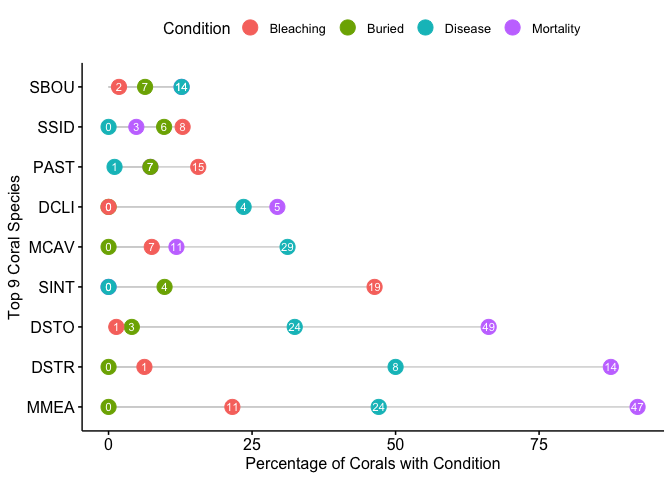 Condition Bleaching Buried Disease Mortality
Top 9 Coral Species
SBOU 2 7 14
SSID 0 3 6 8
PAST 1 7 15
DCLI 0 4 5
MCAV 0 7 11 29
SINT 0 4 19
DSTO 1 3 24 49
DSTR 0 1 8 14
MMEA 0 11 24 47
0 25 50 75
Percentage of Corals with Condition